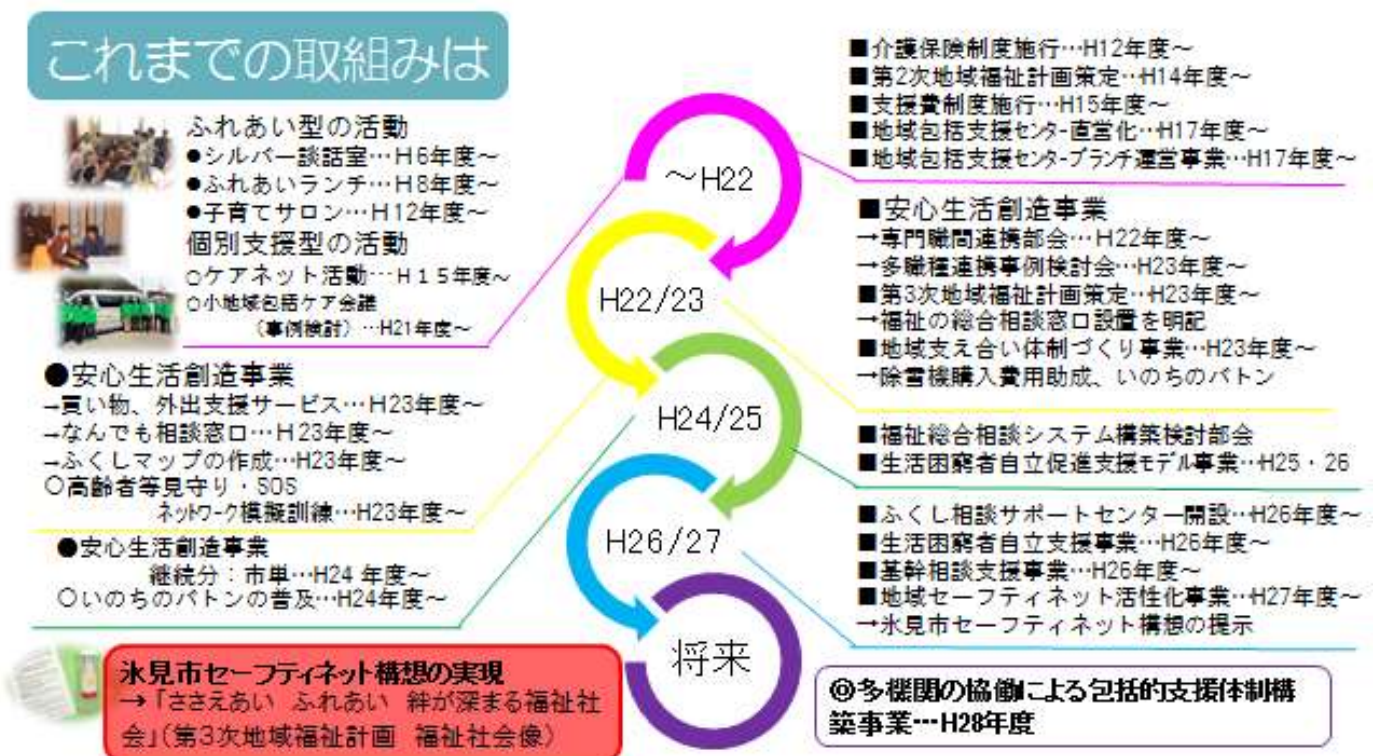 これまでの取組みは
ふれあい型の活動
●シルバー談話室…H6年度～
●ふれあいランチ…H8年度～
●子育てサロン…H12年度～
個別支援型の活動
○ケアネット活動…H15年度～
○小地域包括ケア会議
（事例検討）…H21年度～
●安心生活創造事業
→買い物、外出支援サービス…H23年度～
→なんでも相談窓口…H23年度～
→ふくしマップの作成…H23年度～
○高齢者等見守り・SOS
ネットワーク模擬訓練…H23年度～
●安心生活創造事業
継続分：市単…H24年度～
○いのちのバトンの普及…H24年度～
氷見市セーフティネット構想の実現
→「ささえあい　ふれあい　絆が深まる福祉社
会」（第3次地域福祉計画　福祉社会像）
～H22
H22/23
H24/25
H26/27
将来
■介護保険制度施行…H12年度～
■第2次地域福祉計画策定…H14年度～
■支援費制度施行…H15年度～
■地域包括支援センター直営化…H17年度～
■地域包括支援センターブランチ運営事業…H17年度～
■安心生活創造事業
→専門職間連携部会…H22年度～
→多職種連携事例検討会…H23年度～
■第3次地域福祉計画策定…H23年度～
→福祉の総合相談窓口設置を明記
■地域支え合い体制づくり事業…H23年度～
→除雪機購入費用助成、いのちのバトン
■福祉総合相談システム構築検討部会
■生活困窮者自立促進支援モデル事業…H25・26
■ふくし相談サポートセンター開設…H26年度～
■生活困窮者自立支援事業…H26年度～
■基幹相談支援事業…H26年度～
■地域セーフティネット活性化事業…H27年度～
→氷見市セーフティネット構想の提示
◎多機関の協働による包括的支援体制構
築事業…H28年度